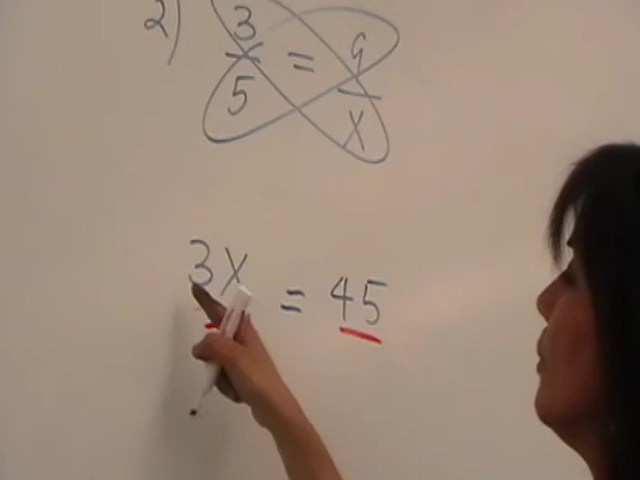 2) 3/5 = 9/x
3x = 45